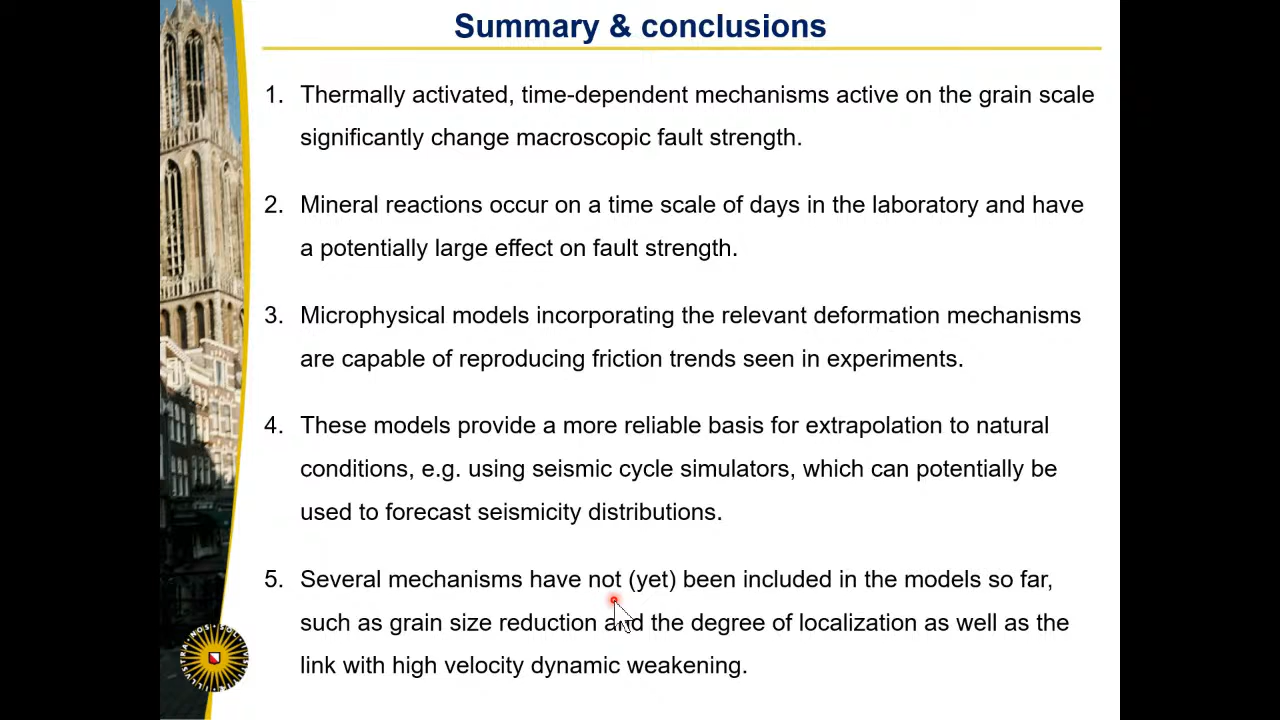 Summary & conclusions
1. Thermally activated, time-dependent mechanisms active on the grain scale
significantly change macroscopic fault strength.
2. Mineral reactions occur on a time scale of days in the laboratory and have
a potentially large effect on fault strength.
3. Microphysical models incorporating the relevant deformation mechanisms
are capable of reproducing friction trends seen in experiments.
4. These models provide a more reliable basis for extrapolation to natural
conditions, e.g. using seismic cycle simulators, which can potentially be
used to forecast seismicity distributions.
5. Several mechanisms have not (yet) been included in the models so far,
such as grain size reduction and the degree of localization as well as the
link with high velocity dynamic weakening.